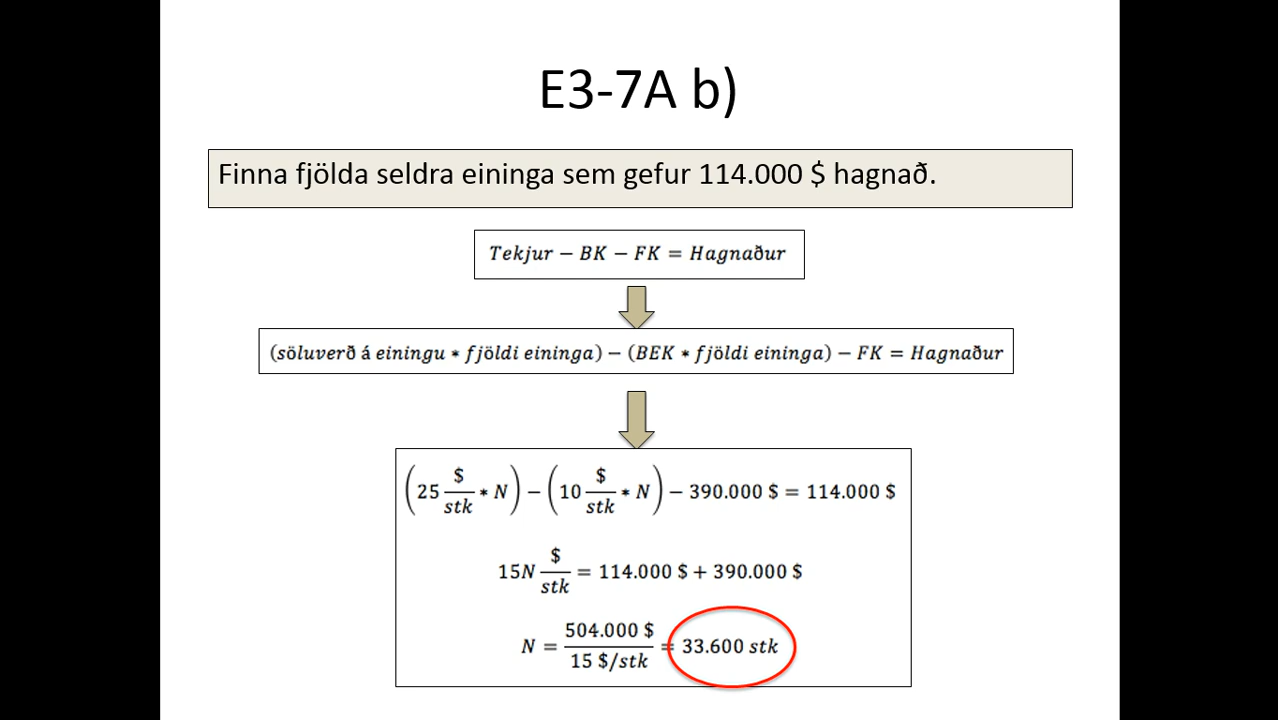 E3-7A b)
Finna fjölda seldra eininga sem gefur 114.000 $ hagnað.
Tekjur − BK − FK = Hagnaður
(söluverð á einingu ∗ fjöldi eininga) − (BEK ∗ fjöldi eininga) − FK = Hagnaður
(25 $/stk ∗ N) − (10 $/stk ∗ N) − 390.000 $ = 114.000 $
15N $/stk = 114.000 $ + 390.000 $
N = 504.000 $ / 15 $/stk = 33.600 stk